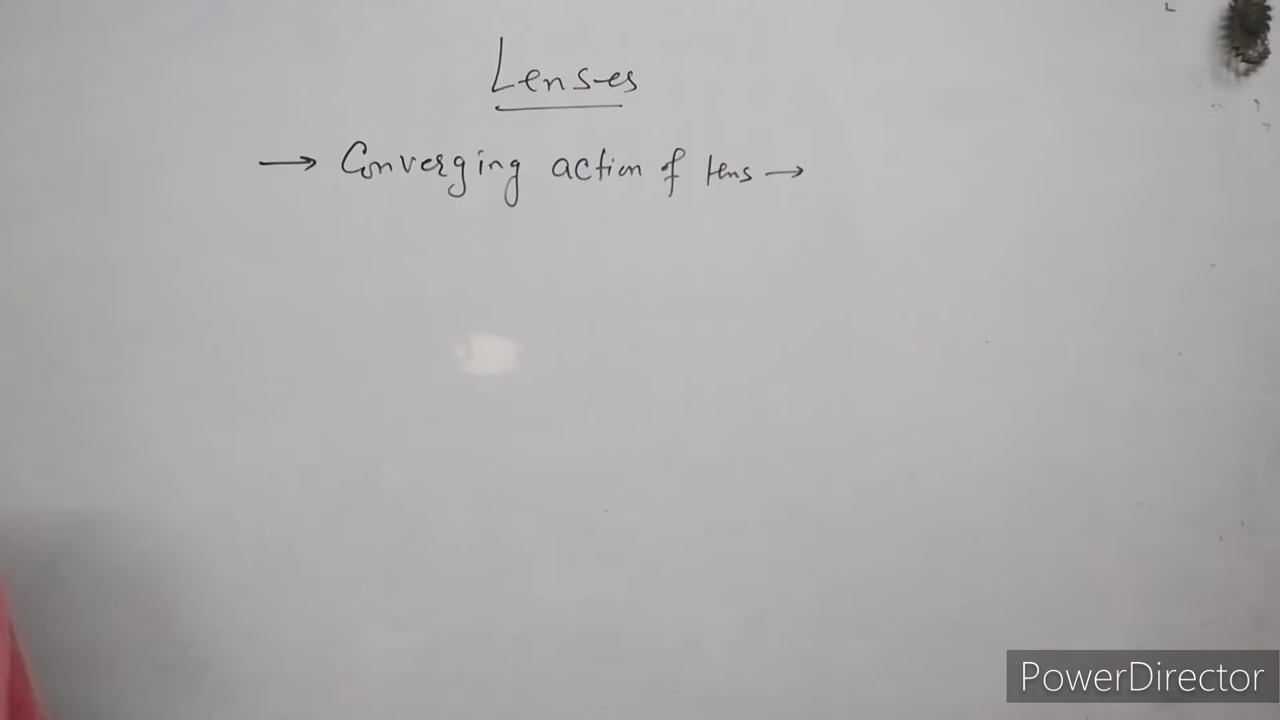 Lenses
→ Converging action of lens →
PowerDirector